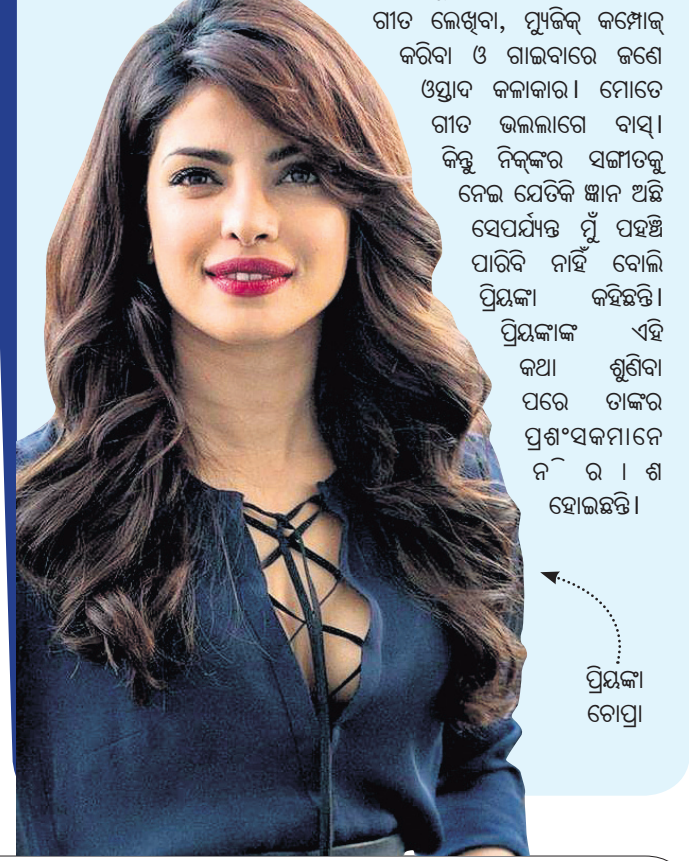 ଗୀତ ଲେଖିବା, ମ୍ୟୁଜିକ୍ କମ୍ପୋଜ୍
କରିବା ଓ ଗାଇବାରେ ଜଣେ
ଓସ୍ତାଦ କଳାକାର। ମୋତେ
ଗୀତ ଭଲଲାଗେ ବାସ୍।
କିନ୍ତୁ ନିକ୍‌ଙ୍କର ସଙ୍ଗୀତକୁ
ନେଇ ଯେତିକି ଜ୍ଞାନ ଅଛି
ସେପର୍ଯ୍ୟନ୍ତ ମୁଁ ପହଞ୍ଚି
ପାରିବି ନାହିଁ ବୋଲି
ପ୍ରିୟଙ୍କା କହିଛନ୍ତି।
ପ୍ରିୟଙ୍କାଙ୍କ ଏହି
କଥା ଶୁଣିବା
ପରେ ତାଙ୍କର
ପ୍ରଶଂସକମାନେ
ନିରାଶ
ହୋଇଛନ୍ତି।
ପ୍ରିୟଙ୍କା
ଚୋପ୍ରା